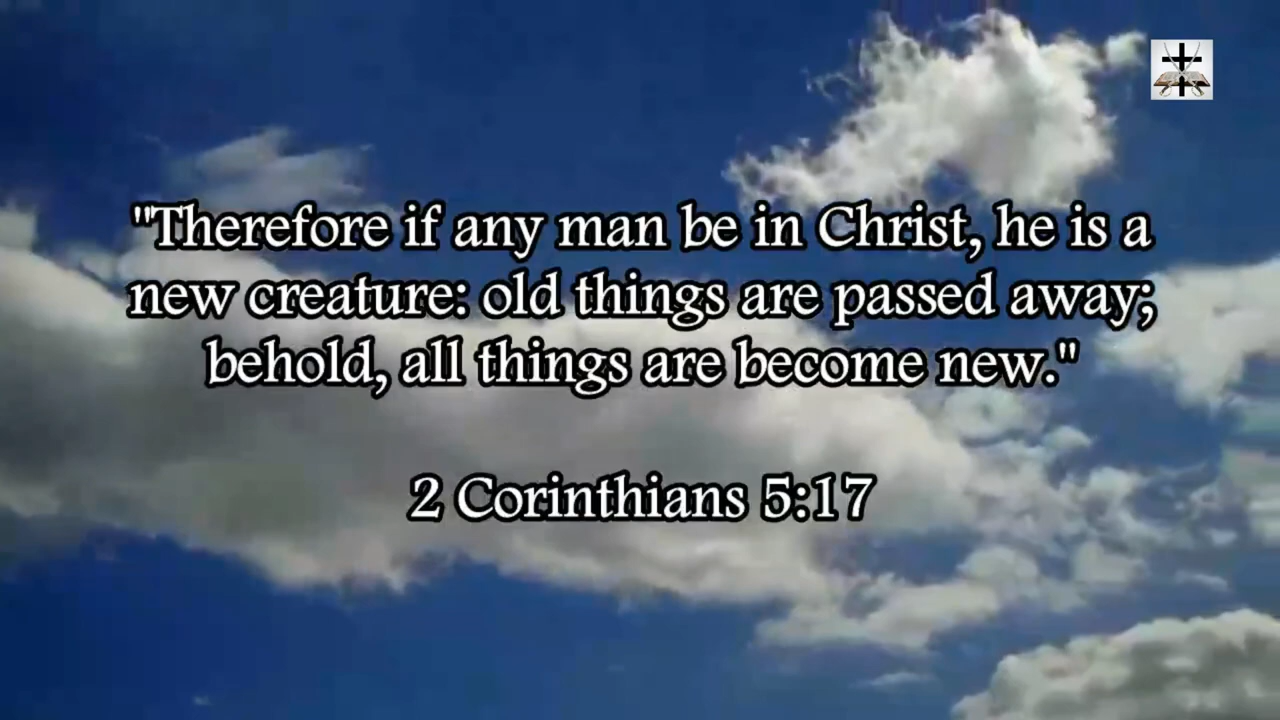 "Therefore if any man be in Christ, he is a
new creature: old things are passed away;
behold, all things are become new."
2 Corinthians 5:17